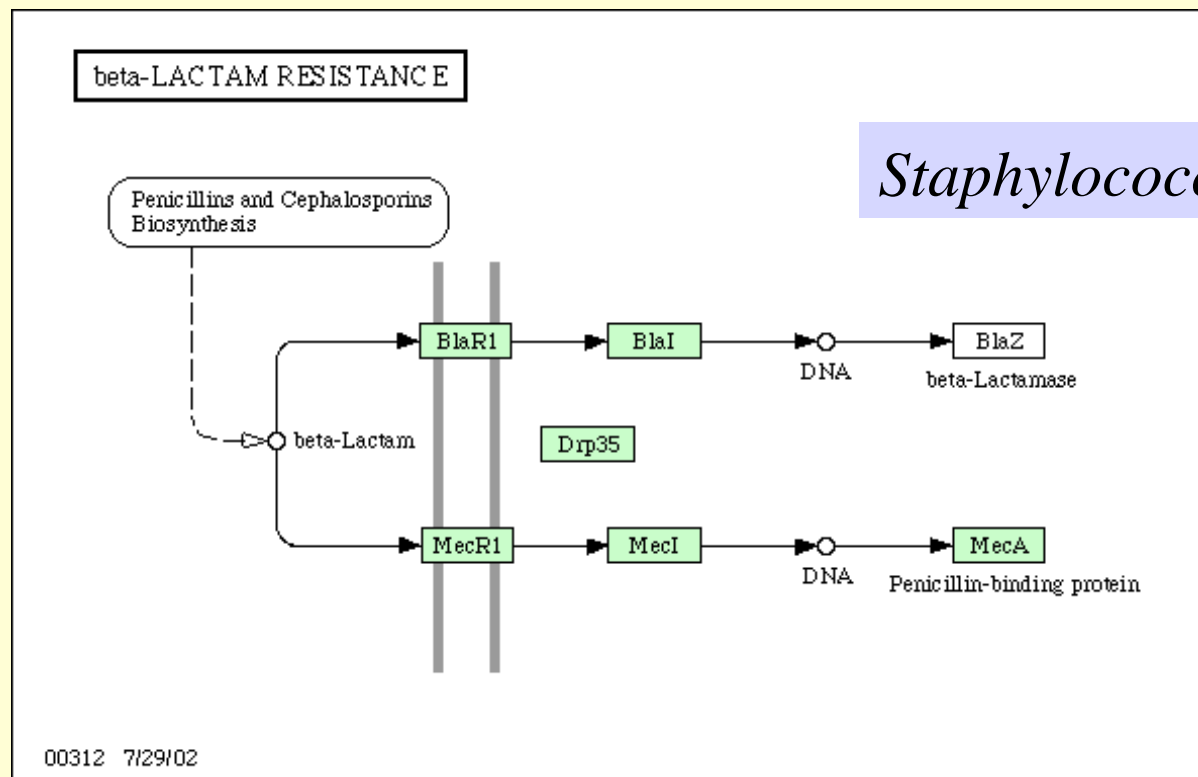 beta-LACTAM RESISTANCE
Penicillins and Cephalosporins
Biosynthesis
BlaR1
BlaI
DNA
BlaZ
beta-Lactamase
beta-Lactam
Drp35
MecR1
MecI
DNA
MecA
Penicillin-binding protein
00312 7/29/02